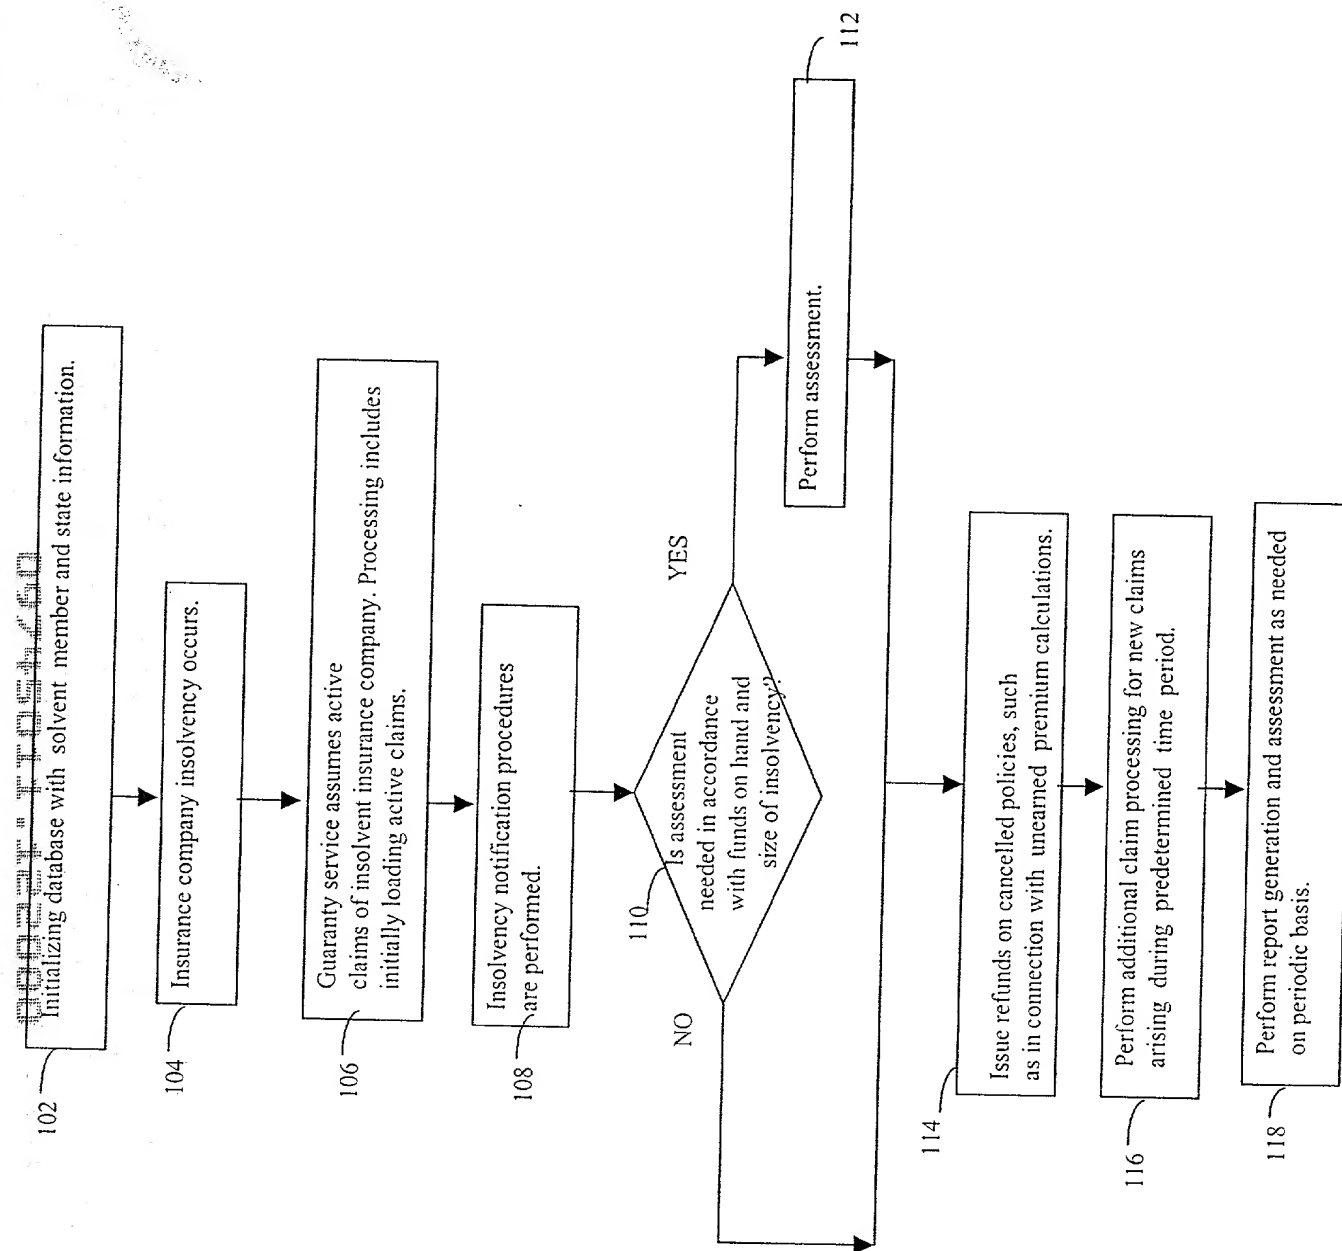 102
Initializing database with solvent member and state information.
104
Insurance company insolvency occurs.
106
Guaranty service assumes active
claims of insolvent insurance company. Processing includes
initially loading active claims.
108
Insolvency notification procedures
are performed.
110
Is assessment
needed in accordance
with funds on hand and
size of insolvency?
NO
YES
112
Perform assessment.
114
Issue refunds on cancelled policies, such
as in connection with unearned premium calculations.
116
Perform additional claim processing for new claims
arising during predetermined time period.
118
Perform report generation and assessment as needed
on periodic basis.